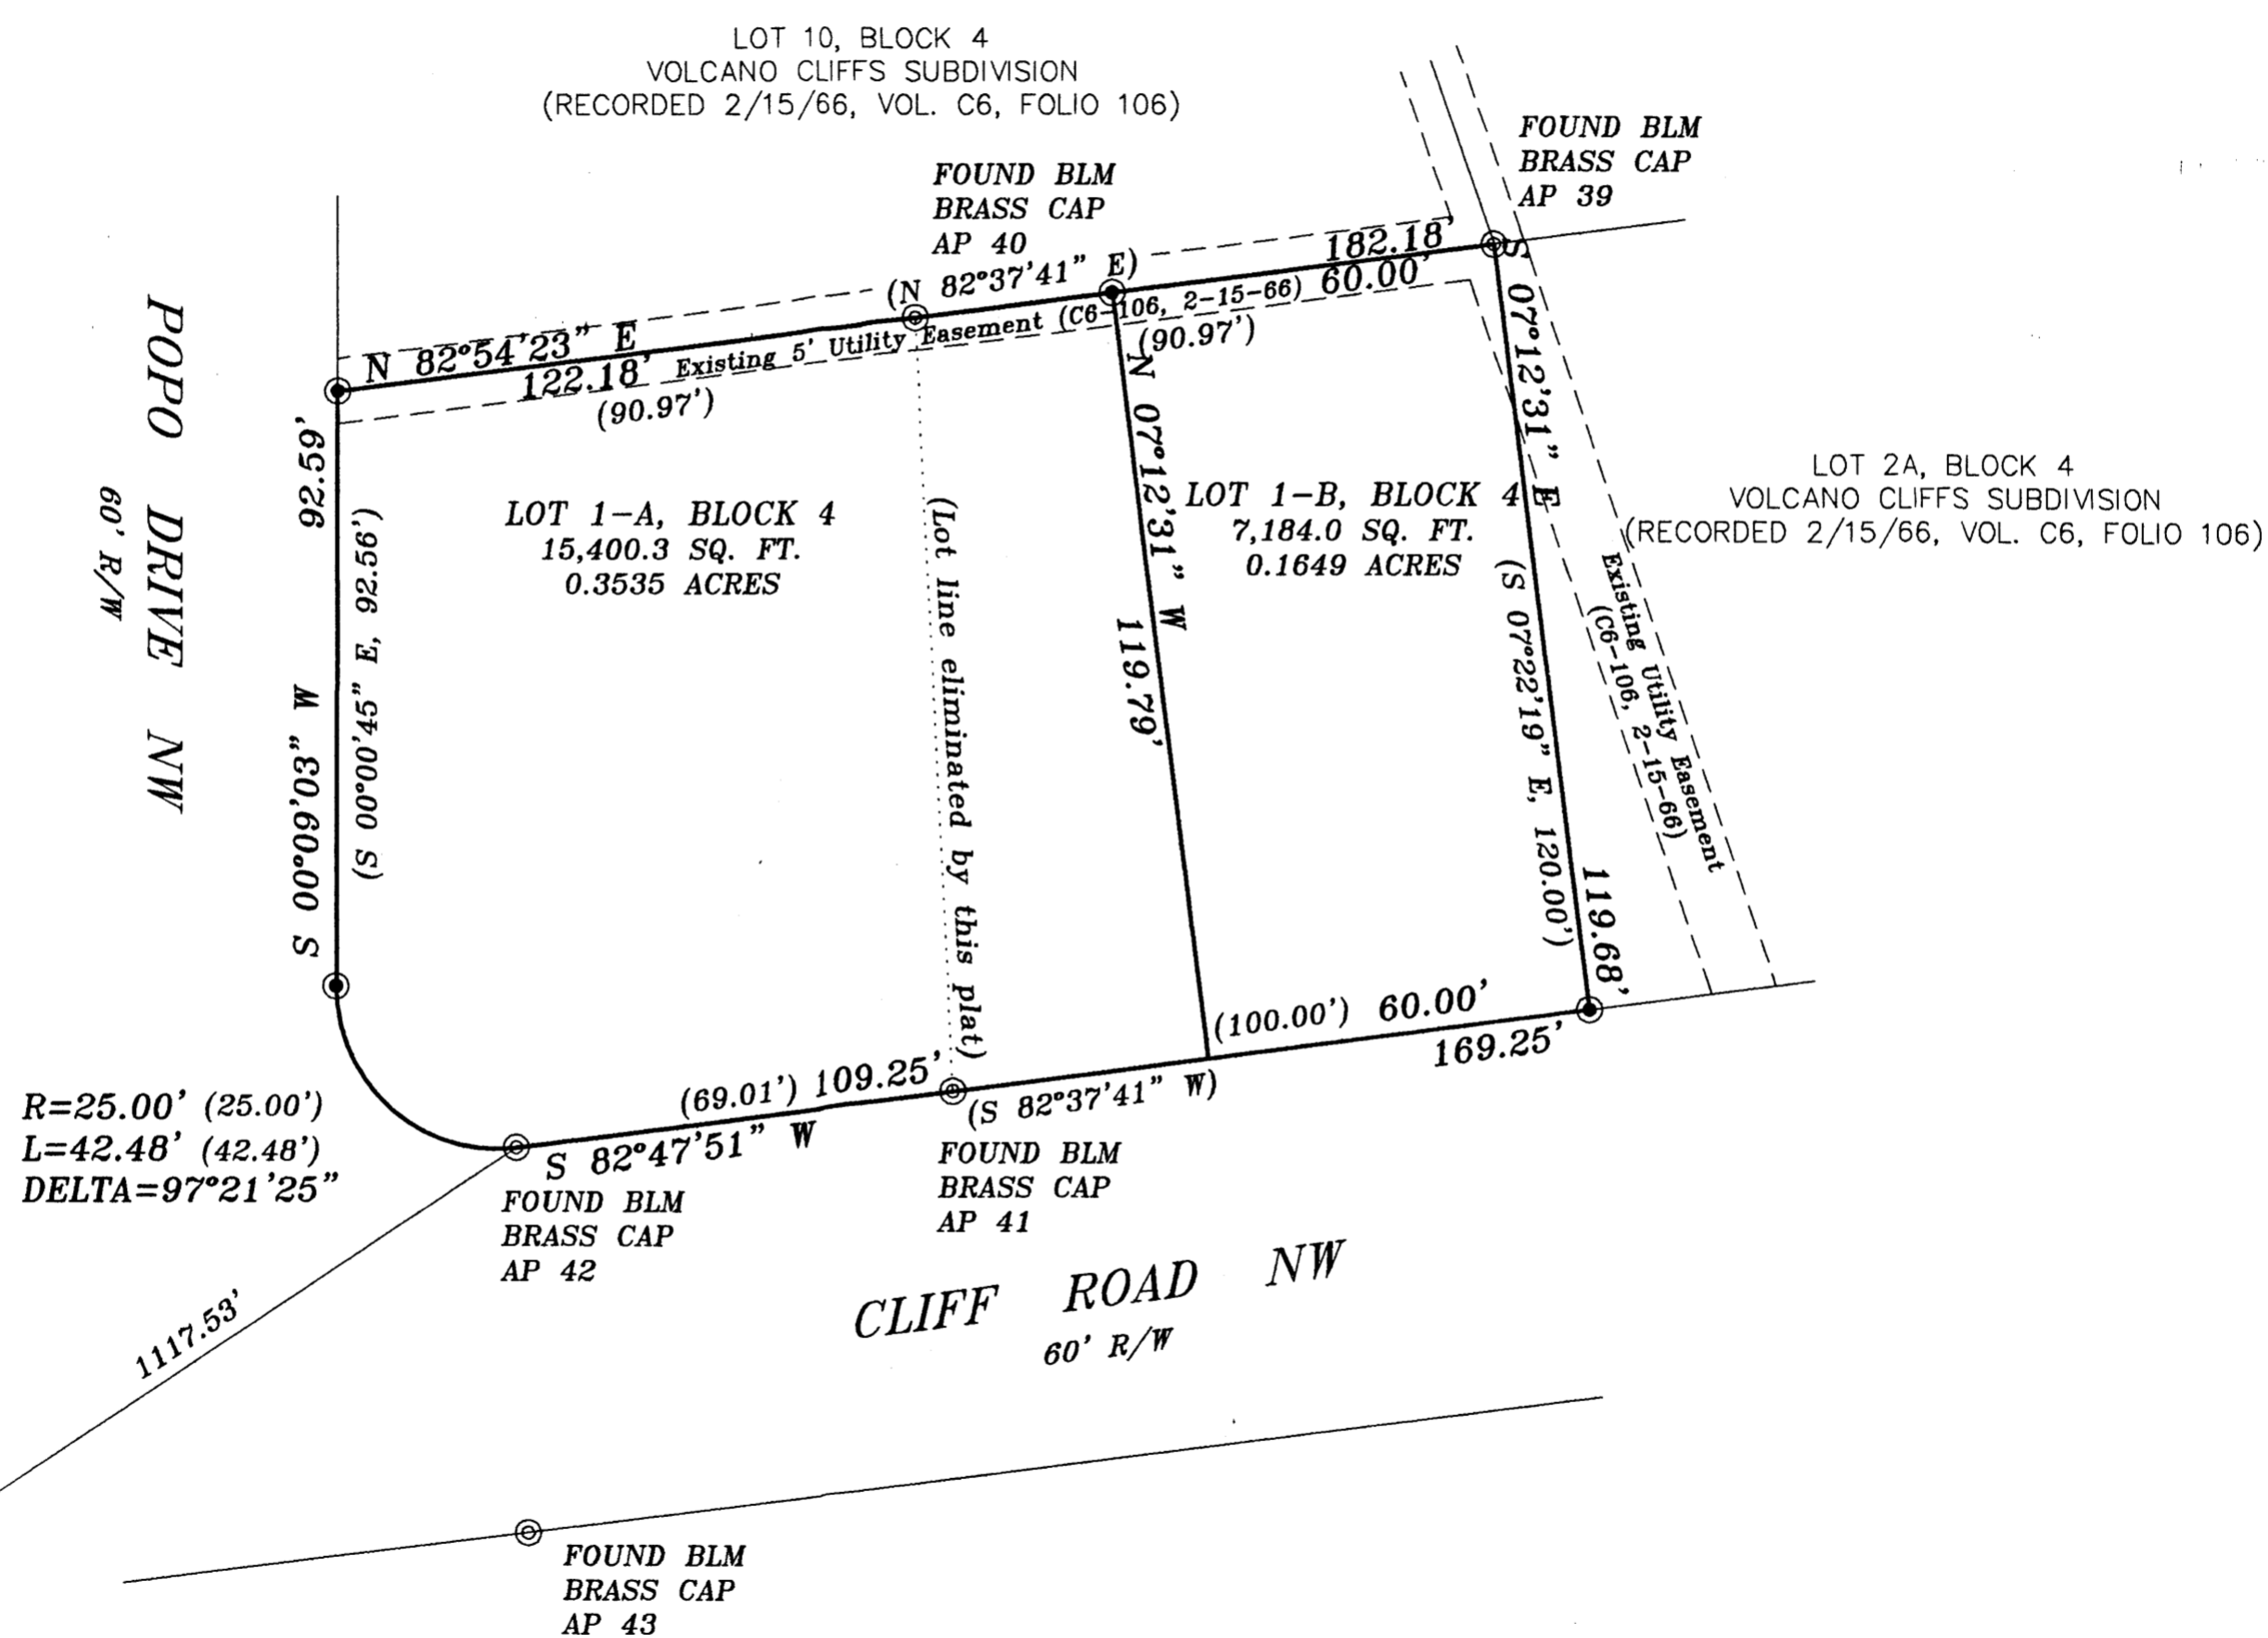 LOT 10, BLOCK 4
VOLCANO CLIFFS SUBDIVISION
(RECORDED 2/15/66, VOL. C6, FOLIO 106)
FOUND BLM
BRASS CAP
AP 39
FOUND BLM
BRASS CAP
AP 40
(N 82°37'41" E)
182.18'
N 82°54'23" E
122.18'
Existing 5' Utility Easement (C6-106, 2-15-66)
60.00'
(90.97')
(90.97')
POPO DRIVE NW
60' R/W
92.59'
S 00°09'03" W
(S 00°00'45" E, 92.56')
LOT 1-A, BLOCK 4
15,400.3 SQ. FT.
0.3535 ACRES
(Lot line eliminated by this plat)
N 07°12'31" W
119.79'
LOT 1-B, BLOCK 4
7,184.0 SQ. FT.
0.1649 ACRES
S 07°12'31" E
(S 07°22'19" E, 120.00')
119.68'
LOT 2A, BLOCK 4
VOLCANO CLIFFS SUBDIVISION
(RECORDED 2/15/66, VOL. C6, FOLIO 106)
Existing Utility Easement
(C6-106, 2-15-66)
(100.00') 60.00'
169.25'
(69.01') 109.25'
(S 82°37'41" W)
S 82°47'51" W
R=25.00' (25.00')
L=42.48' (42.48')
DELTA=97°21'25"
FOUND BLM
BRASS CAP
AP 41
FOUND BLM
BRASS CAP
AP 42
1117.53'
CLIFF ROAD NW
60' R/W
FOUND BLM
BRASS CAP
AP 43